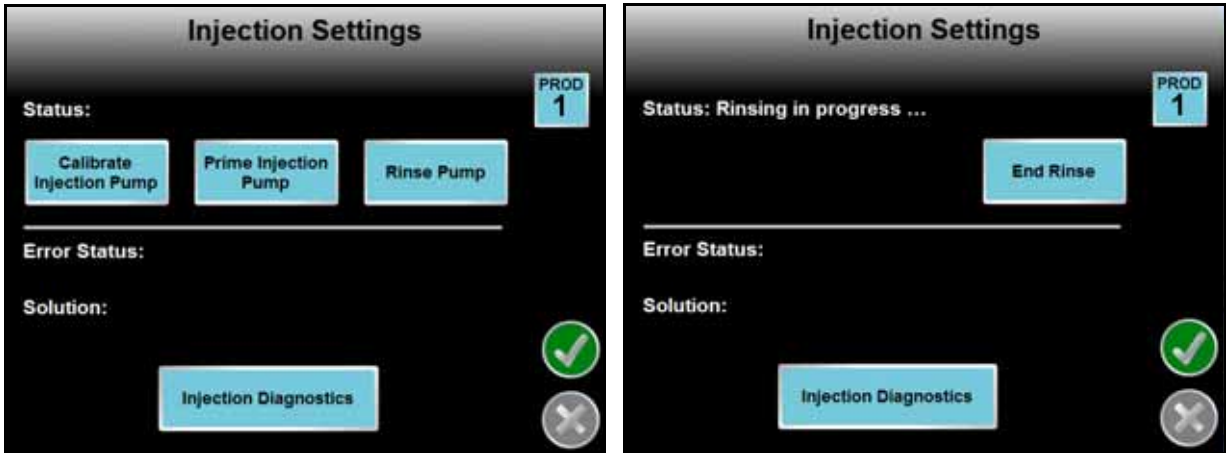 Injection Settings
PROD
1
Status:
Calibrate
Injection Pump
Prime Injection
Pump
Rinse Pump
Error Status:
Solution:
Injection Diagnostics
Injection Settings
PROD
1
Status: Rinsing in progress ...
End Rinse
Error Status:
Solution:
Injection Diagnostics